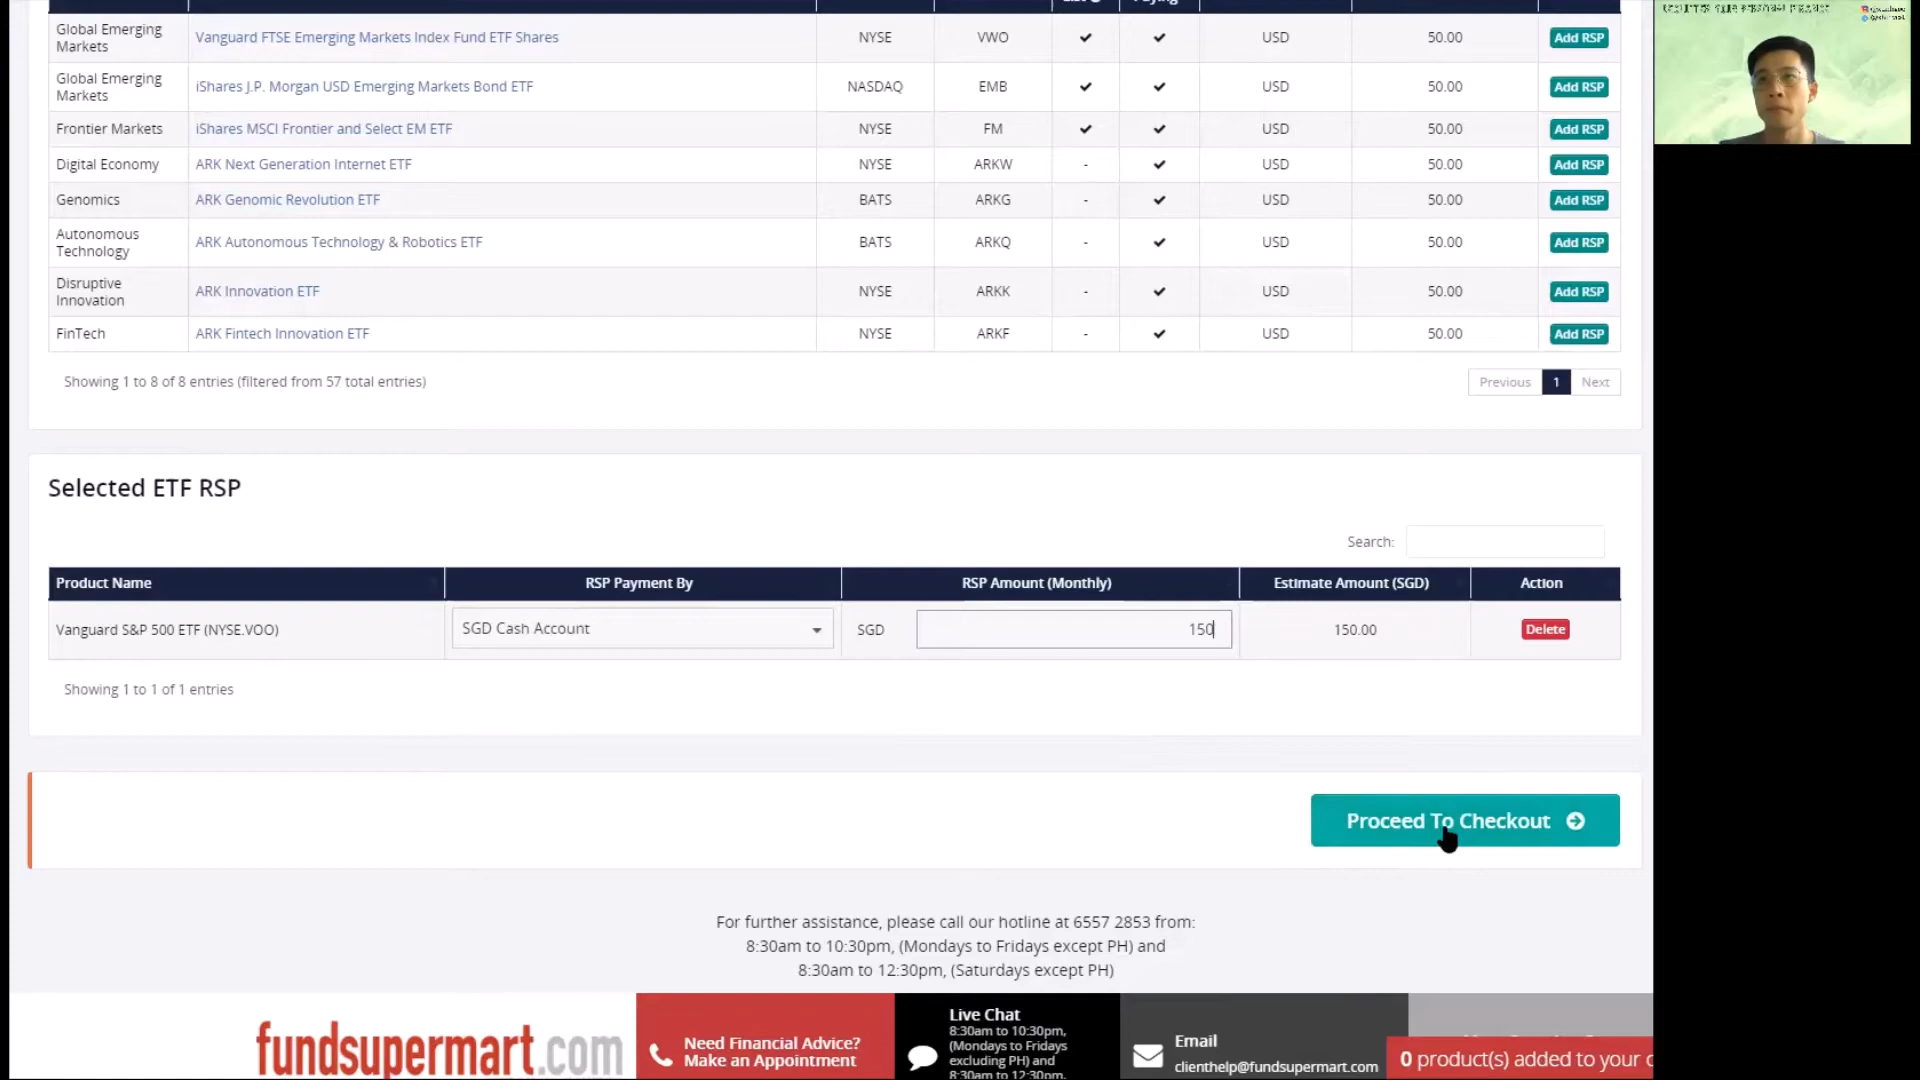 Global Emerging
Markets
Vanguard FTSE Emerging Markets Index Fund ETF Shares
NYSE
VWO
USD
50.00
Add RSP
Global Emerging
Markets
iShares J.P. Morgan USD Emerging Markets Bond ETF
NASDAQ
EMB
USD
50.00
Add RSP
Frontier Markets
iShares MSCI Frontier and Select EM ETF
NYSE
FM
USD
50.00
Add RSP
Digital Economy
ARK Next Generation Internet ETF
NYSE
ARKW
-
USD
50.00
Add RSP
Genomics
ARK Genomic Revolution ETF
BATS
ARKG
-
USD
50.00
Add RSP
Autonomous
Technology
ARK Autonomous Technology & Robotics ETF
BATS
ARKQ
-
USD
50.00
Add RSP
Disruptive
Innovation
ARK Innovation ETF
NYSE
ARKK
-
USD
50.00
Add RSP
FinTech
ARK Fintech Innovation ETF
NYSE
ARKF
-
USD
50.00
Add RSP
Showing 1 to 8 of 8 entries (filtered from 57 total entries)
Previous 1 Next
Selected ETF RSP
Search:
Product Name
RSP Payment By
RSP Amount (Monthly)
Estimate Amount (SGD)
Action
Vanguard S&P 500 ETF (NYSE.VOO)
SGD Cash Account
SGD
150
150.00
Delete
Showing 1 to 1 of 1 entries
Proceed To Checkout
For further assistance, please call our hotline at 6557 2853 from:
8:30am to 10:30pm, (Mondays to Fridays except PH) and
8:30am to 12:30pm, (Saturdays except PH)
fundsupermart.com
Need Financial Advice?
Make an Appointment
Live Chat
8:30am to 10:30pm,
(Mondays to Fridays
excluding PH) and
8:30am to 12:30pm,
Email
clienthelp@fundsupermart.com
0 product(s) added to your c